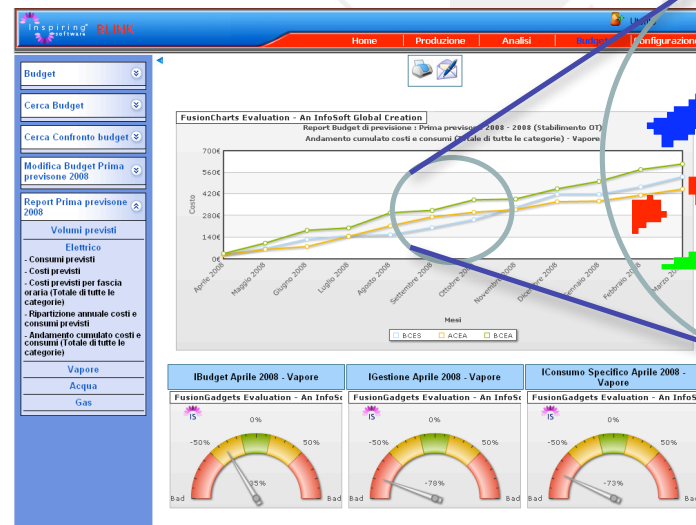 Inspiring®
software
BLINK
Utente
Home
Produzione
Analisi
Budget
Configurazione
Budget
Cerca Budget
Cerca Confronto budget
Modifica Budget Prima
previsone 2008
Report Prima previsone
2008
Volumi previsti
Elettrico
- Consumi previsti
- Costi previsti
- Costi previsti per fascia
oraria (Totale di tutte le
categorie)
- Ripartizione annuale costi e
consumi previsti
- Andamento cumulato costi e
consumi (Totale di tutte le
categorie)
Vapore
Acqua
Gas
FusionCharts Evaluation - An InfoSoft Global Creation
Report Budget di previsione : Prima previsone 2008 - 2008 (Stabilimento OT)
Andamento cumulato costi e consumi (Totale di tutte le categorie) - Vapore
700€
560€
420€
280€
140€
0€
Costo
Aprile 2008
Maggio 2008
Giugno 2008
Luglio 2008
Agosto 2008
Settembre 2008
Ottobre 2008
Novembre 2008
Dicembre 2008
Gennaio 2008
Febbraio 2008
Marzo 20
Mesi
BCES
ACEA
BCEA
IBudget Aprile 2008 - Vapore
IGestione Aprile 2008 - Vapore
IConsumo Specifico Aprile 2008 -
Vapore
FusionGadgets Evaluation - An InfoSo
IS
0%
-50%
50%
-35%
Bad
Bad
FusionGadgets Evaluation - An InfoSo
IS
0%
-50%
50%
-78%
Bad
Bad
FusionGadgets Evaluation - An InfoS
IS
0%
-50%
50%
-73%
Bad
Bad